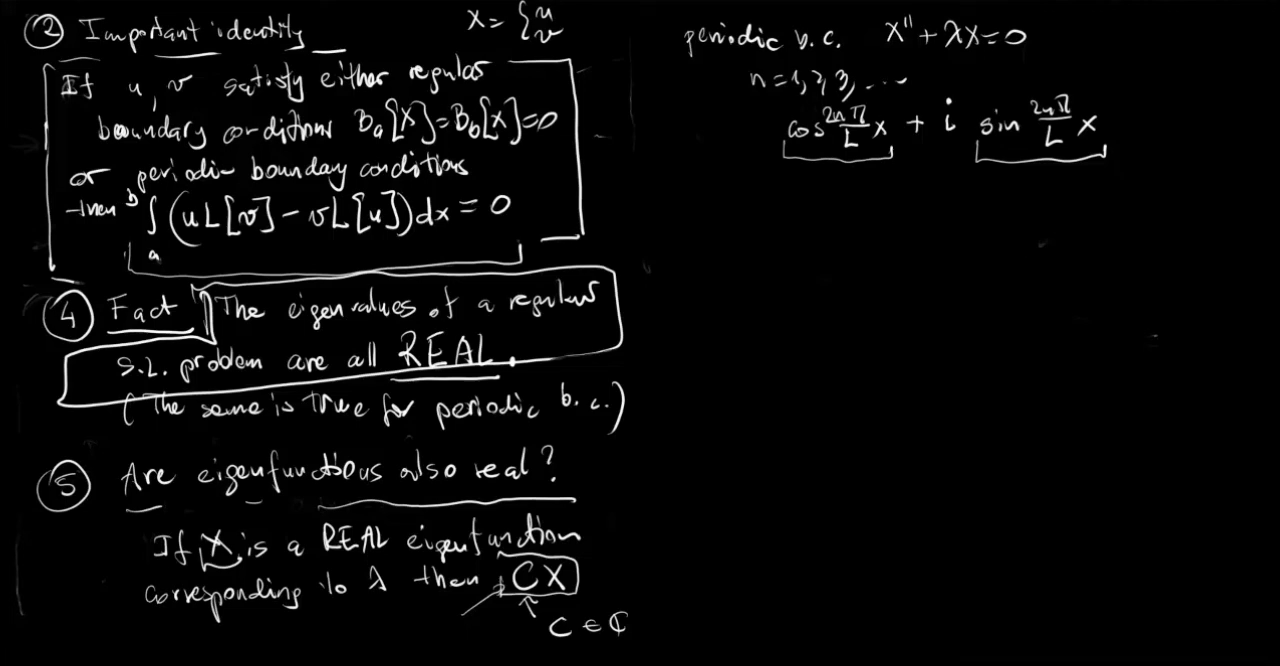 ② Important identity X = { u
v
If u, v satisfy either regular
boundary conditions Ba[X] = Bb[X] = 0
or periodic boundary conditions
then ∫ₐᵇ (uL[v] − vL[u]) dx = 0
④ Fact The eigenvalues of a regular
S.L. problem are all REAL.
(The same is true for periodic b.c.)
⑤ Are eigenfunctions also real?
If X is a REAL eigenfunction
corresponding to λ then CX
C ∈ ℂ
periodic b.c. X'' + λX = 0
n = 1, 2, 3, ...
cos 2nπ/L x + i sin 2nπ/L x